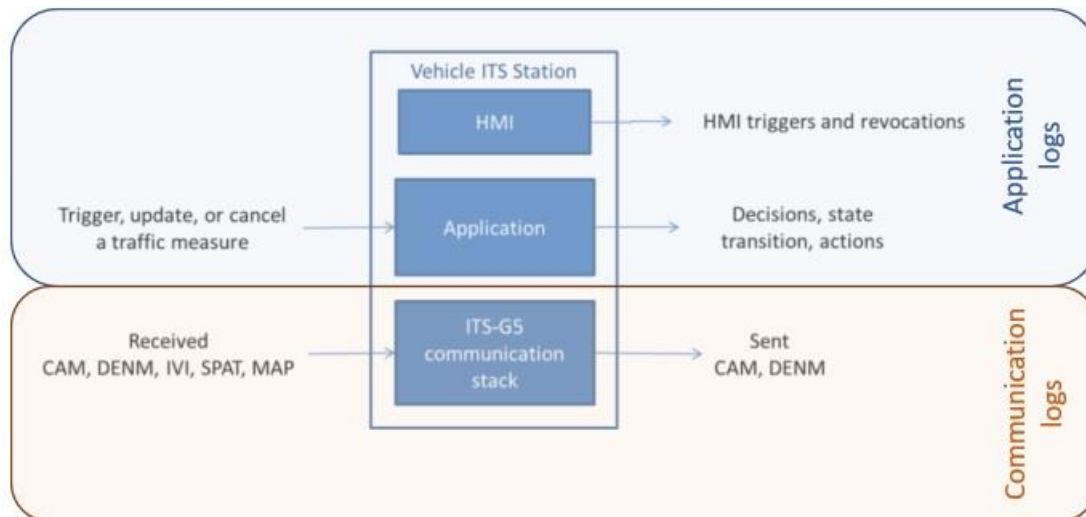 Vehicle ITS Station
HMI
HMI triggers and revocations
Application
logs
Trigger, update, or cancel
a traffic measure
Application
Decisions, state
transition, actions
Received
CAM, DENM, IVI, SPAT, MAP
ITS-G5
communication
stack
Sent
CAM, DENM
Communication
logs